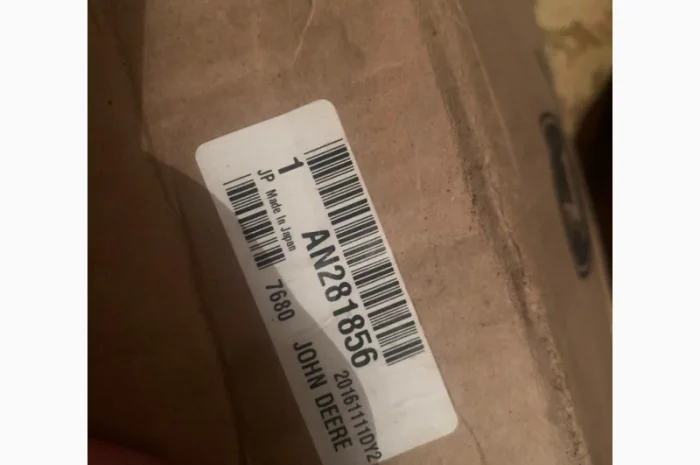 1
AN281856
JP Made In Japan
20161111DY2
7680
JOHN DEERE